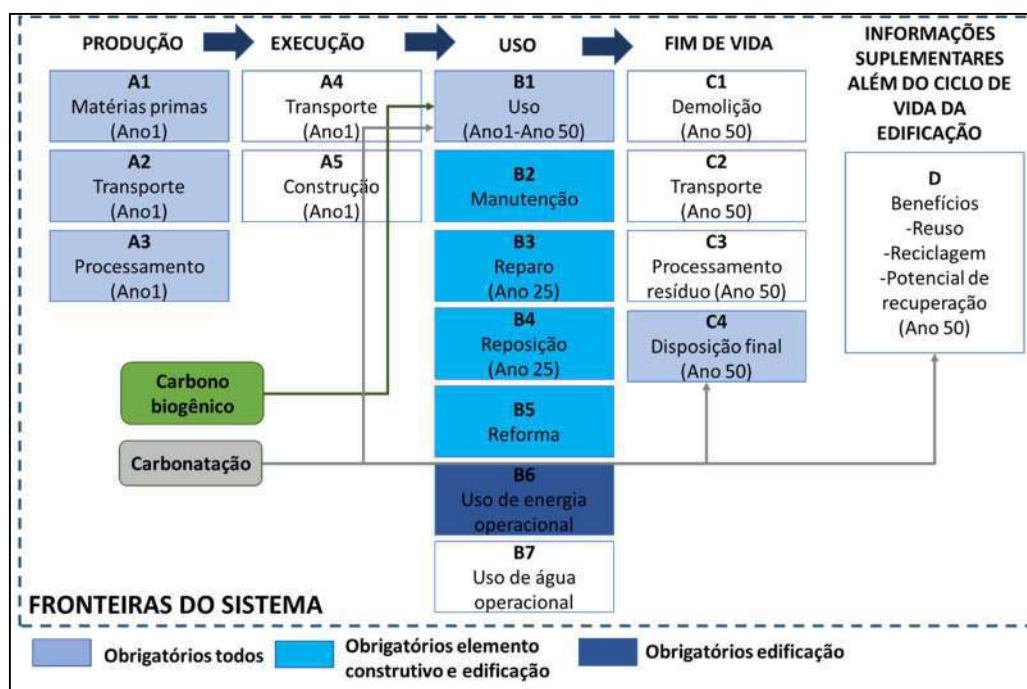 PRODUÇÃO
EXECUÇÃO
USO
FIM DE VIDA
INFORMAÇÕES
SUPLEMENTARES
ALÉM DO CICLO DE
VIDA DA
EDIFICAÇÃO
A1
Matérias primas
(Ano1)
A2
Transporte
(Ano1)
A3
Processamento
(Ano1)
A4
Transporte
(Ano1)
A5
Construção
(Ano1)
B1
Uso
(Ano1-Ano 50)
B2
Manutenção
B3
Reparo
(Ano 25)
B4
Reposição
(Ano 25)
B5
Reforma
B6
Uso de energia
operacional
B7
Uso de água
operacional
C1
Demolição
(Ano 50)
C2
Transporte
(Ano 50)
C3
Processamento
resíduo (Ano 50)
C4
Disposição final
(Ano 50)
D
Benefícios
-Reuso
-Reciclagem
-Potencial de
recuperação
(Ano 50)
Carbono
biogênico
Carbonatação
FRONTEIRAS DO SISTEMA
Obrigatórios todos
Obrigatórios elemento
construtivo e edificação
Obrigatórios edificação